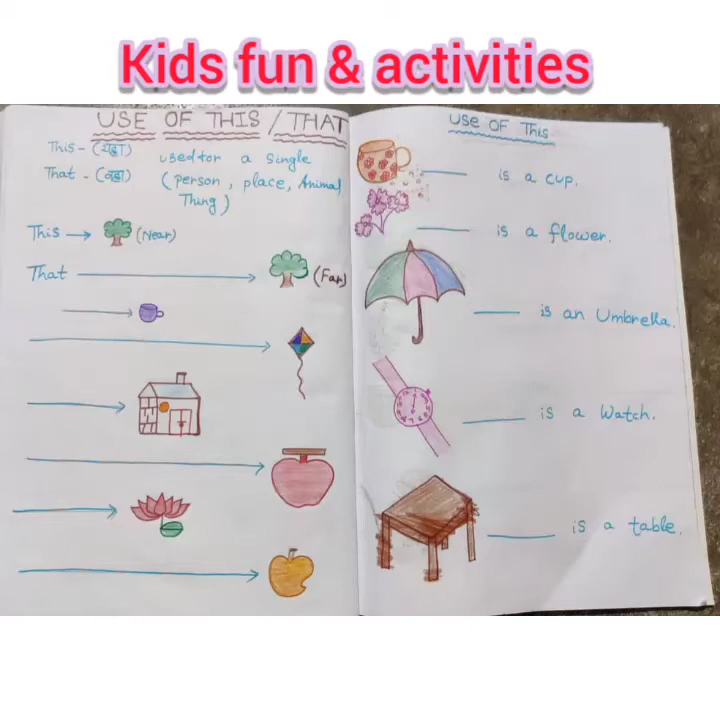 Kids fun & activities
USE OF THIS / THAT
This - (यह) used for a single
That - (वह) (person, place, Animal,
Thing)
This → (Near)
That → (Far)
Use OF This
is a cup.
is a flower.
is an Umbrella.
is a Watch.
is a table.